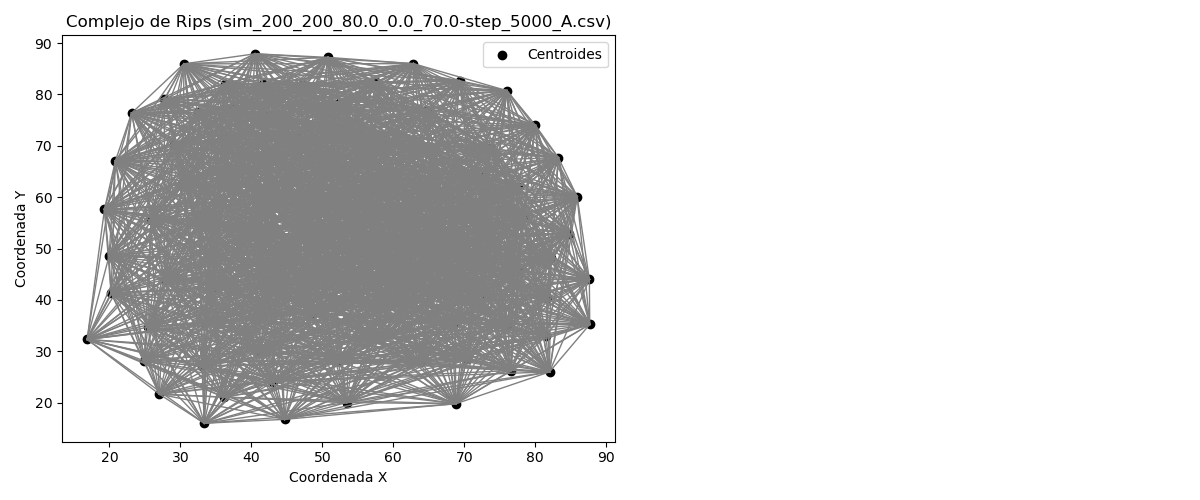 Complejo de Rips (sim_200_200_80.0_0.0_70.0-step_5000_A.csv)
90
80
70
60
50
40
30
20
Coordenada Y
Centroides
20 30 40 50 60 70 80 90
Coordenada X